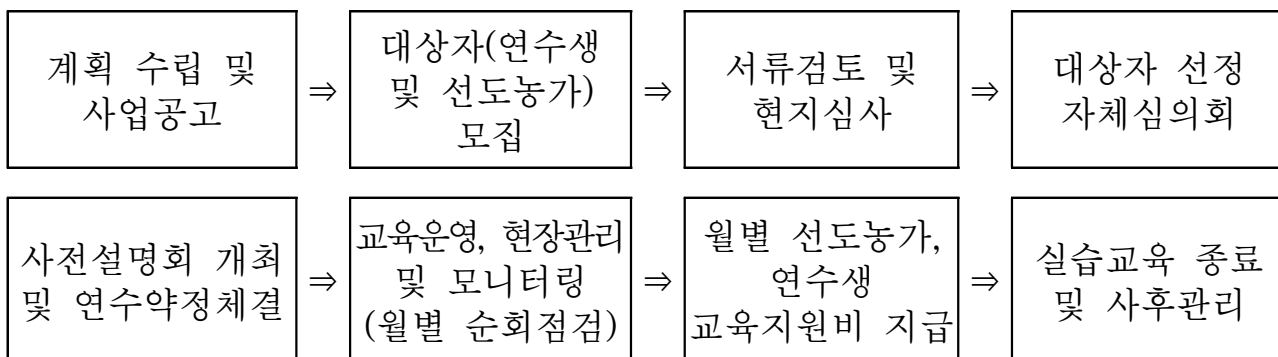 계획 수립 및
사업공고
⇒
대상자(연수생
및 선도농가)
모집
⇒
서류검토 및
현지심사
⇒
대상자 선정
자체심의회
사전설명회 개최
및 연수약정체결
⇒
교육운영, 현장관리
및 모니터링
(월별 순회점검)
⇒
월별 선도농가,
연수생
교육지원비 지급
⇒
실습교육 종료
및 사후관리